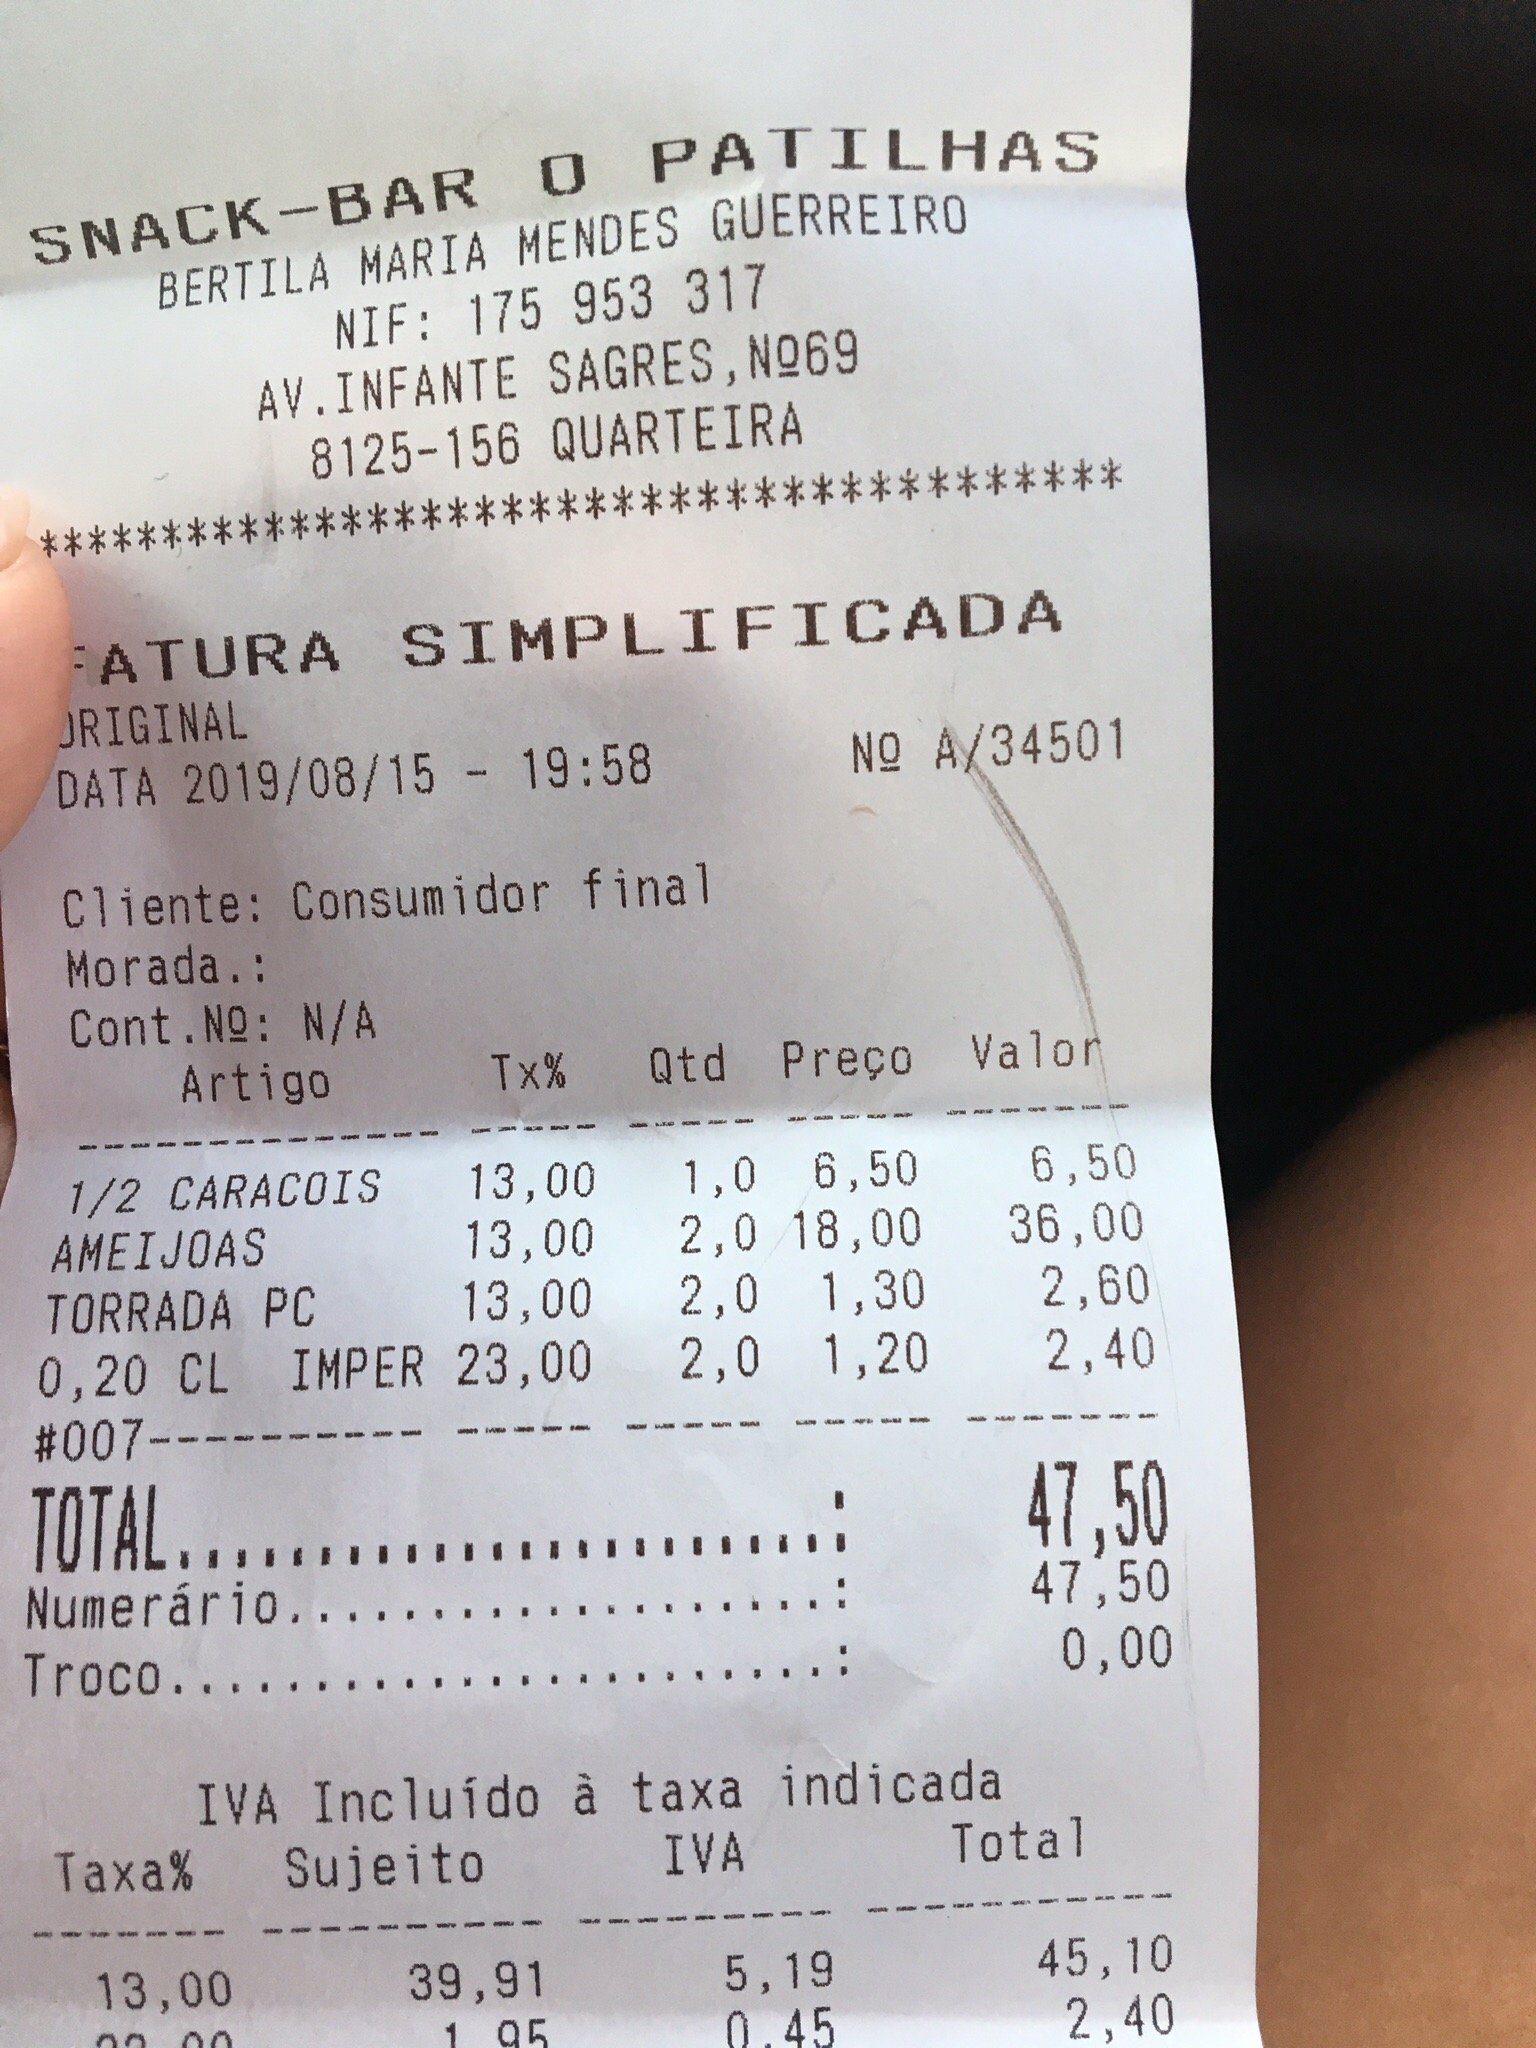 SNACK-BAR O PATILHAS
BERTILA MARIA MENDES GUERREIRO
NIF: 175 953 317
AV.INFANTE SAGRES,Nº69
8125-156 QUARTEIRA
******************************************
FATURA SIMPLIFICADA
ORIGINAL
DATA 2019/08/15 - 19:58 Nº A/34501
Cliente: Consumidor final
Morada.:
Cont.Nº: N/A
Artigo Tx% Qtd Preço Valor
-------------- ----- ----- ----- -------
1/2 CARACOIS 13,00 1,0 6,50 6,50
AMEIJOAS 13,00 2,0 18,00 36,00
TORRADA PC 13,00 2,0 1,30 2,60
0,20 CL IMPER 23,00 2,0 1,20 2,40
#007---------- ----- ----- ----- -------
TOTAL.......................: 47,50
Numerário...................: 47,50
Troco.......................: 0,00
IVA Incluído à taxa indicada
Taxa% Sujeito IVA Total
------- ---------- --------- -----------
13,00 39,91 5,19 45,10
23,00 1,95 0,45 2,40